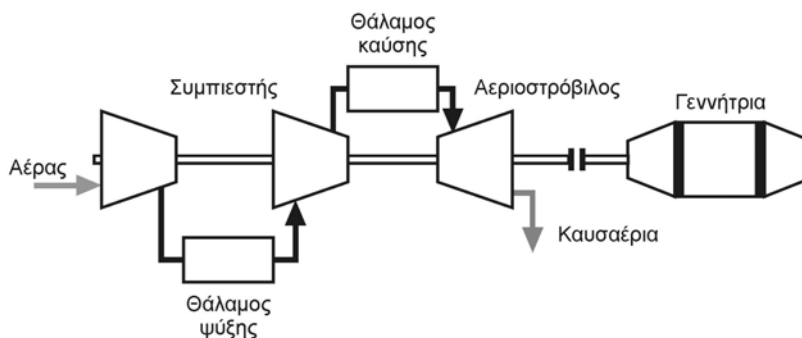 Θάλαμος
καύσης
Συμπιεστής
Αεριοστρόβιλος
Γεννήτρια
Αέρας
Καυσαέρια
Θάλαμος
ψύξης